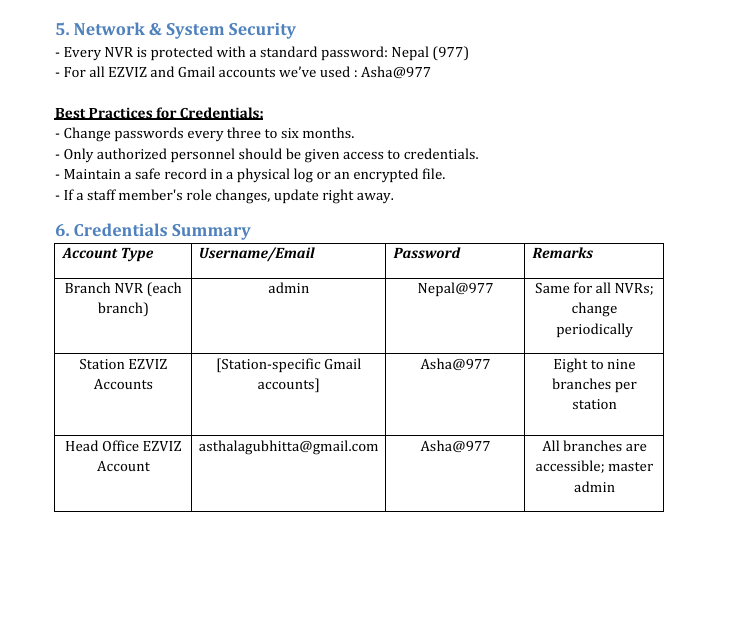 5. Network & System Security
- Every NVR is protected with a standard password: Nepal (977)
- For all EZVIZ and Gmail accounts we’ve used : Asha@977
Best Practices for Credentials:
- Change passwords every three to six months.
- Only authorized personnel should be given access to credentials.
- Maintain a safe record in a physical log or an encrypted file.
- If a staff member's role changes, update right away.
6. Credentials Summary
Account Type Username/Email Password Remarks
Branch NVR (each admin Nepal@977 Same for all NVRs;
branch) change
periodically
Station EZVIZ [Station-specific Gmail Asha@977 Eight to nine
Accounts accounts] branches per
station
Head Office EZVIZ asthalagubhitta@gmail.com Asha@977 All branches are
Account accessible; master
admin